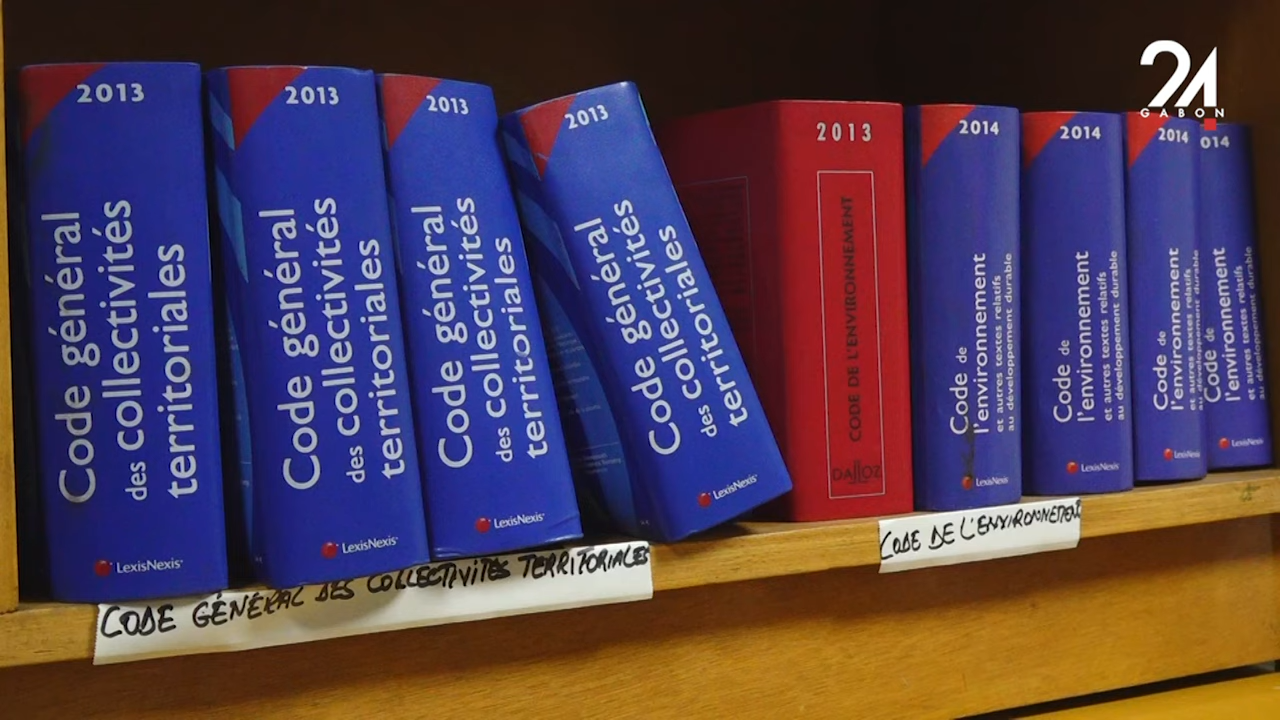 2013
Code général
des collectivités
territoriales
LexisNexis
2013
Code général
des collectivités
territoriales
LexisNexis
2013
Code général
des collectivités
territoriales
LexisNexis
2013
Code général
des collectivités
territoriales
LexisNexis
2013
CODE DE L'ENVIRONNEMENT
DALLOZ
2014
Code de
l'environnement
et autres textes relatifs
au développement durable
LexisNexis
2014
Code de
l'environnement
et autres textes relatifs
au développement durable
LexisNexis
2014
Code de
l'environnement
et autres textes relatifs
au développement durable
LexisNexis
014
Code de
l'environnement
et autres textes relatifs
au développement durable
LexisNexis
CODE GÉNÉRAL DES COLLECTIVITÉS TERRITORIALES
CODE DE L'ENVIRONNEMENT
24
GABON